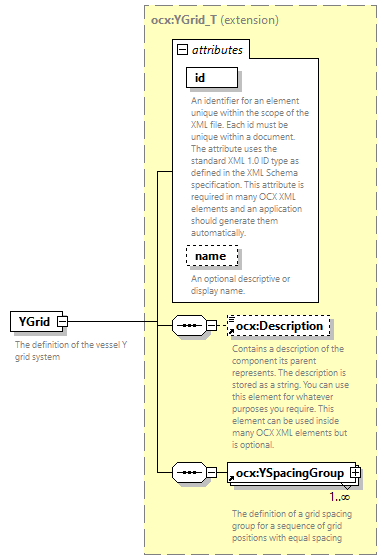 ocx:YGrid_T (extension)
attributes
id
An identifier for an element
unique within the scope of the
XML file. Each id must be
unique within a document.
The attribute uses the
standard XML 1.0 ID type as
defined in the XML Schema
specification. This attribute is
required in many OCX XML
elements and an application
should generate them
automatically.
name
An optional descriptive or
display name.
YGrid
The definition of the vessel Y
grid system
ocx:Description
Contains a description of the
component its parent
represents. The description is
stored as a string. You can use
this element for whatever
purposes you require. This
element can be used inside
many OCX XML elements but
is optional.
ocx:YSpacingGroup
1..∞
The definition of a grid spacing
group for a sequence of grid
positions with equal spacing